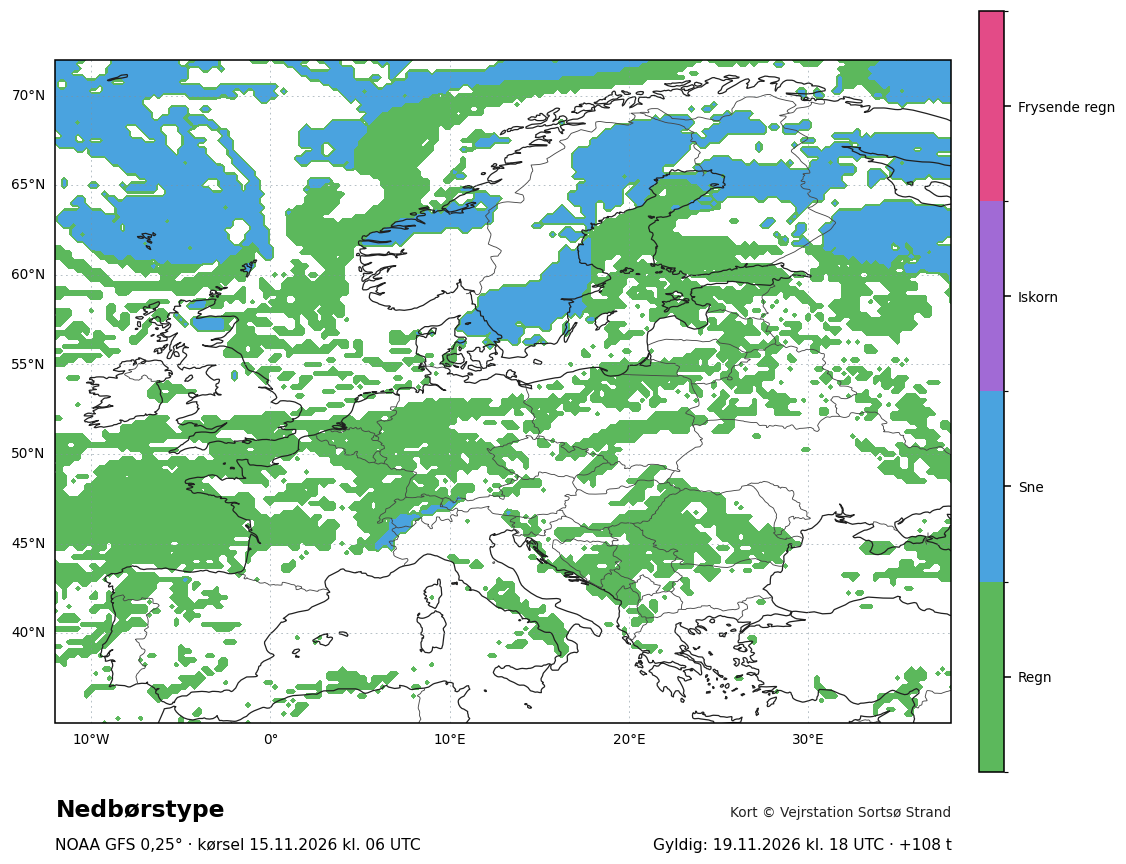 70°N
65°N
60°N
55°N
50°N
45°N
40°N
10°W
0°
10°E
20°E
30°E
Frysende regn
Iskorn
Sne
Regn
Nedbørstype
Kort © Vejrstation Sortsø Strand
NOAA GFS 0,25° · kørsel 15.11.2026 kl. 06 UTC
Gyldig: 19.11.2026 kl. 18 UTC · +108 t